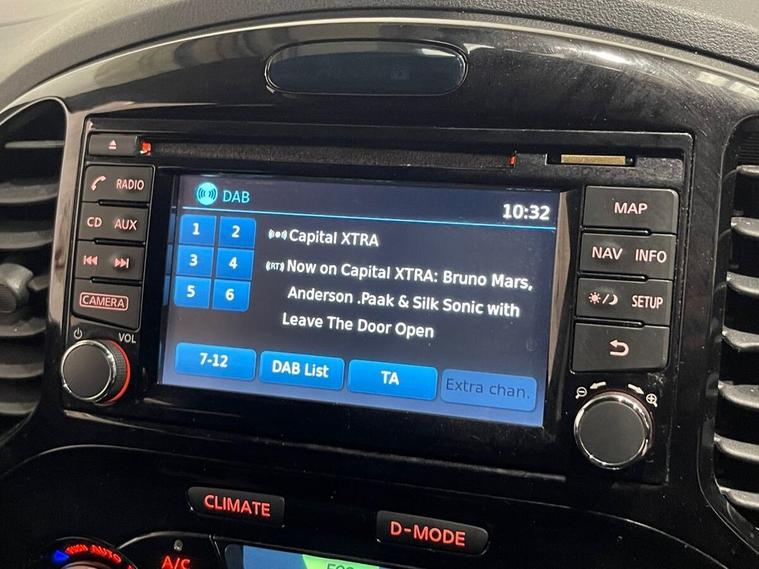 RADIO
CD AUX
CAMERA
VOL
DAB
10:32
1 2
3 4
5 6
Capital XTRA
(RT) Now on Capital XTRA: Bruno Mars,
Anderson .Paak & Silk Sonic with
Leave The Door Open
7-12 DAB List TA Extra chan.
MAP
NAV INFO
SETUP
CLIMATE
D-MODE
AUTO
A/C